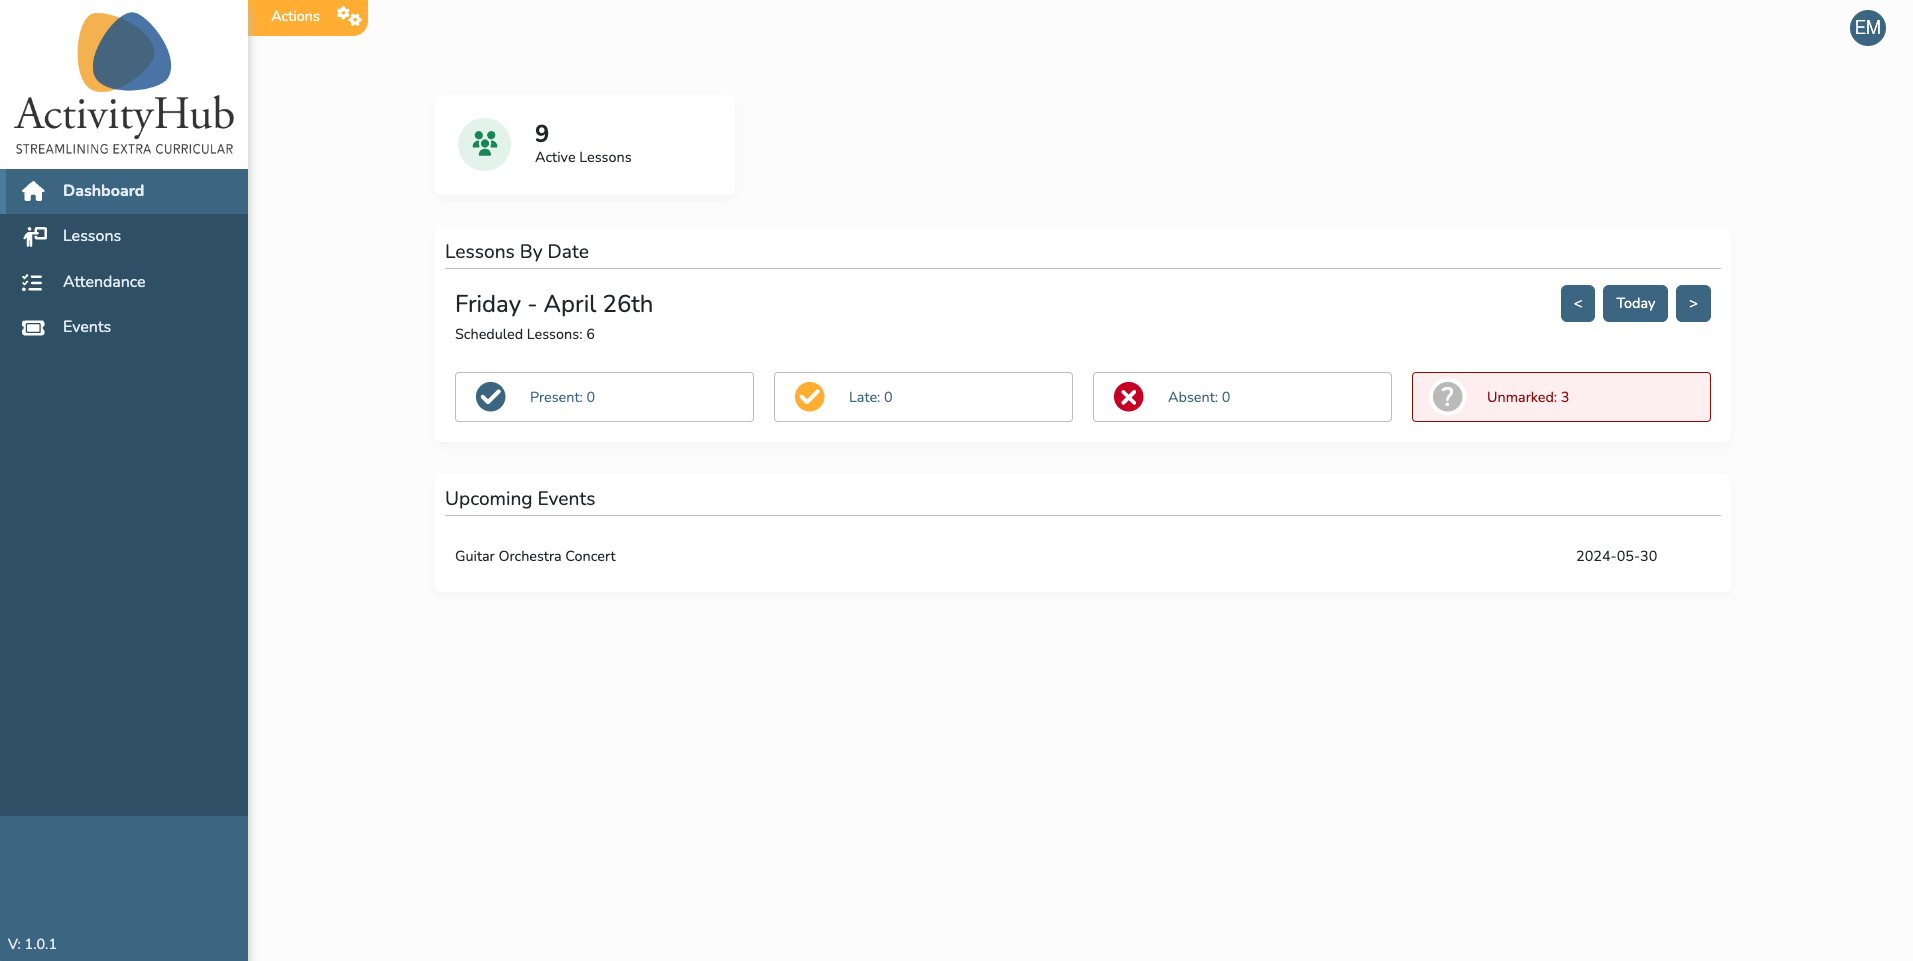 Actions
EM
ActivityHub
STREAMLINING EXTRA CURRICULAR
Dashboard
Lessons
Attendance
Events
V: 1.0.1
9
Active Lessons
Lessons By Date
Friday - April 26th
< Today >
Scheduled Lessons: 6
Present: 0
Late: 0
Absent: 0
? Unmarked: 3
Upcoming Events
Guitar Orchestra Concert 2024-05-30